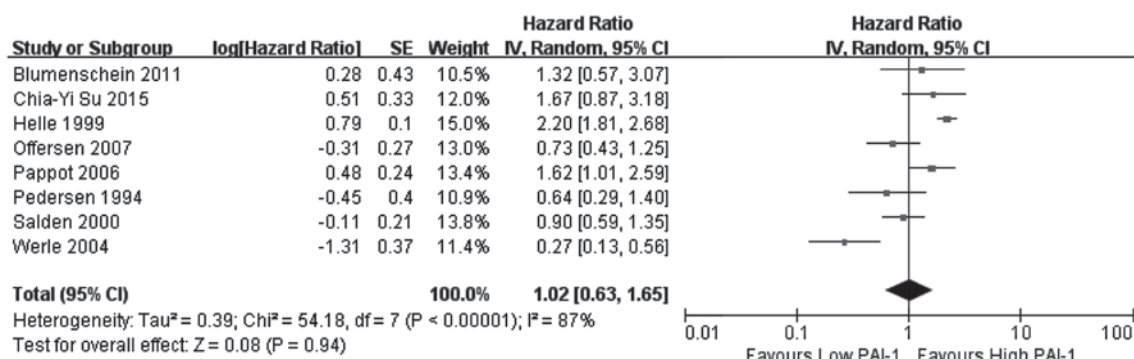 Hazard Ratio Hazard Ratio
Study or Subgroup log[Hazard Ratio] SE Weight IV, Random, 95% CI IV, Random, 95% CI
Blumenschein 2011 0.28 0.43 10.5% 1.32 [0.57, 3.07]
Chia-Yi Su 2015 0.51 0.33 12.0% 1.67 [0.87, 3.18]
Helle 1999 0.79 0.1 15.0% 2.20 [1.81, 2.68]
Offersen 2007 -0.31 0.27 13.0% 0.73 [0.43, 1.25]
Pappot 2006 0.48 0.24 13.4% 1.62 [1.01, 2.59]
Pedersen 1994 -0.45 0.4 10.9% 0.64 [0.29, 1.40]
Salden 2000 -0.11 0.21 13.8% 0.90 [0.59, 1.35]
Werle 2004 -1.31 0.37 11.4% 0.27 [0.13, 0.56]
Total (95% CI) 100.0% 1.02 [0.63, 1.65]
Heterogeneity: Tau² = 0.39; Chi² = 54.18, df = 7 (P < 0.00001); I² = 87%
Test for overall effect: Z = 0.08 (P = 0.94)
0.01 0.1 1 10 100
Favours Low PAI-1 Favours High PAI-1